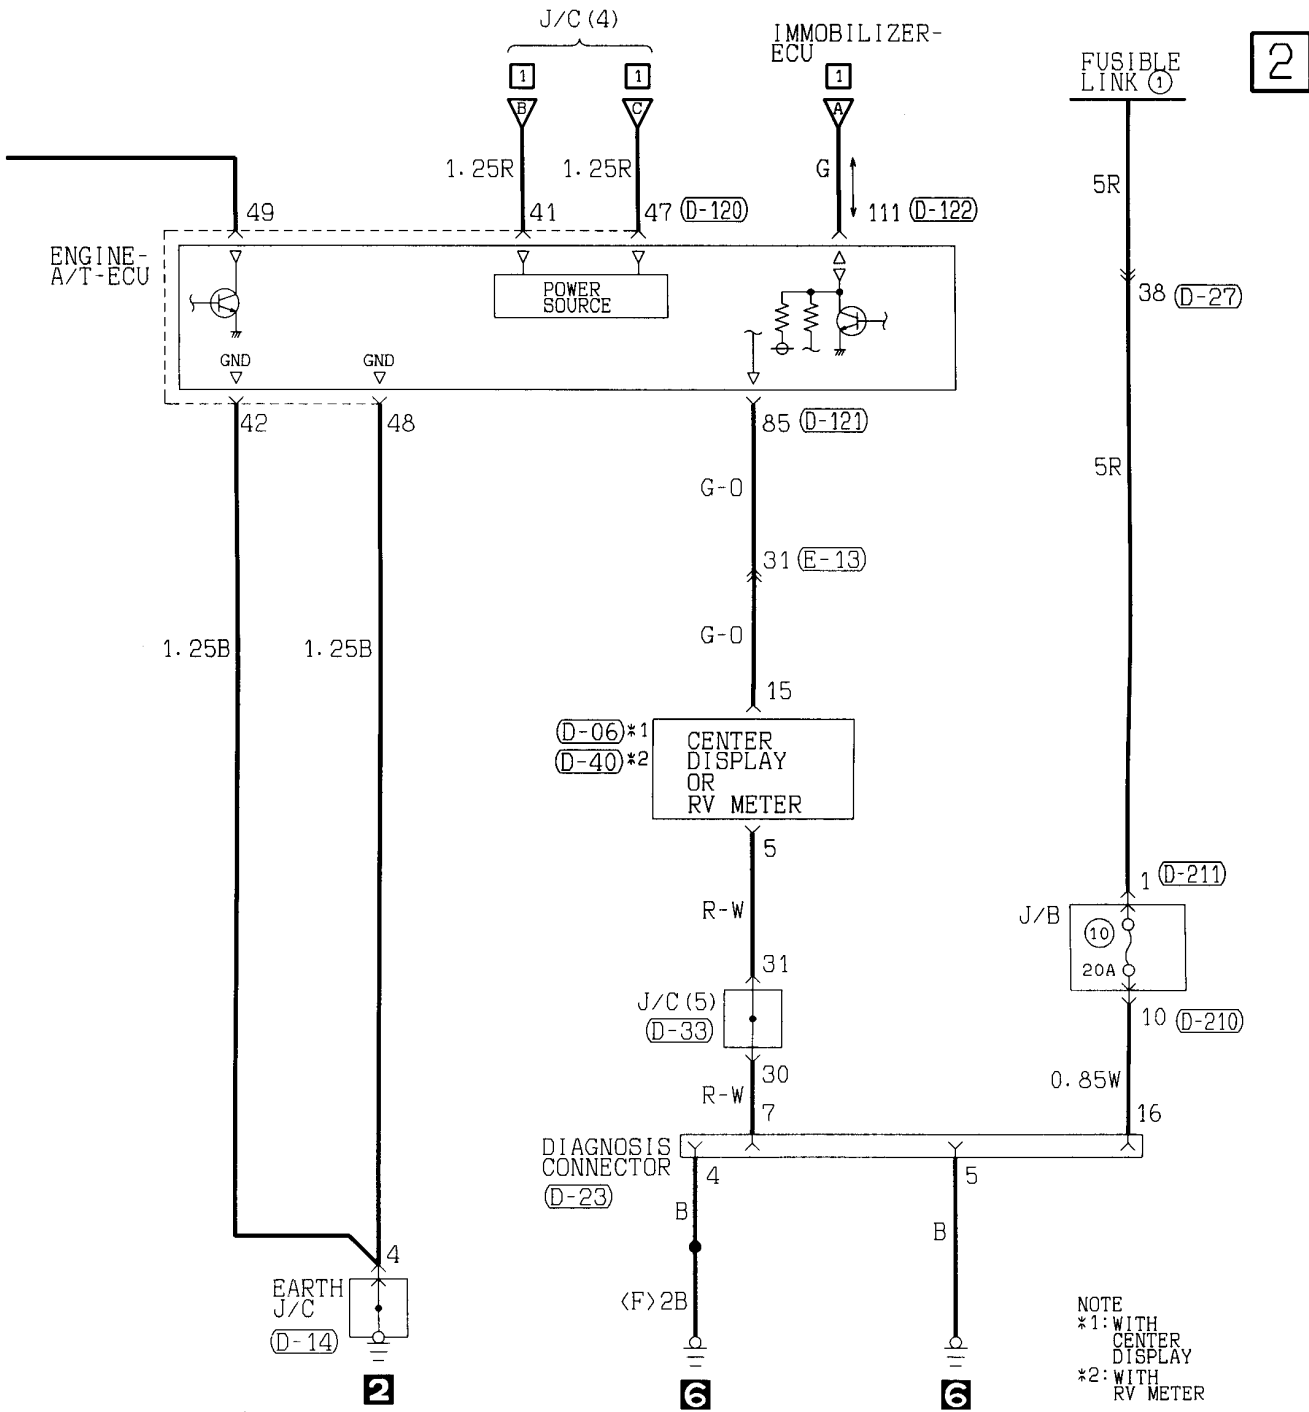 J/C(4)
IMMOBILIZER-
ECU
2
FUSIBLE
LINK ①
1
1
1
B
C
A
1.25R
1.25R
G
5R
49
41
47
D-120
111
D-122
ENGINE-
A/T-ECU
POWER
SOURCE
38
D-27
GND
GND
42
48
85
D-121
5R
G-O
31
E-13
1.25B
1.25B
G-O
15
D-06 *1
D-40 *2
CENTER
DISPLAY
OR
RV METER
5
1
D-211
R-W
J/B
10
20A
31
J/C(5)
D-33
10
D-210
30
R-W
7
0.85W
16
DIAGNOSIS
CONNECTOR
D-23
4
5
B
B
4
EARTH
J/C
D-14
<F>2B
2
6
6
NOTE
*1:WITH
CENTER
DISPLAY
*2:WITH
RV METER